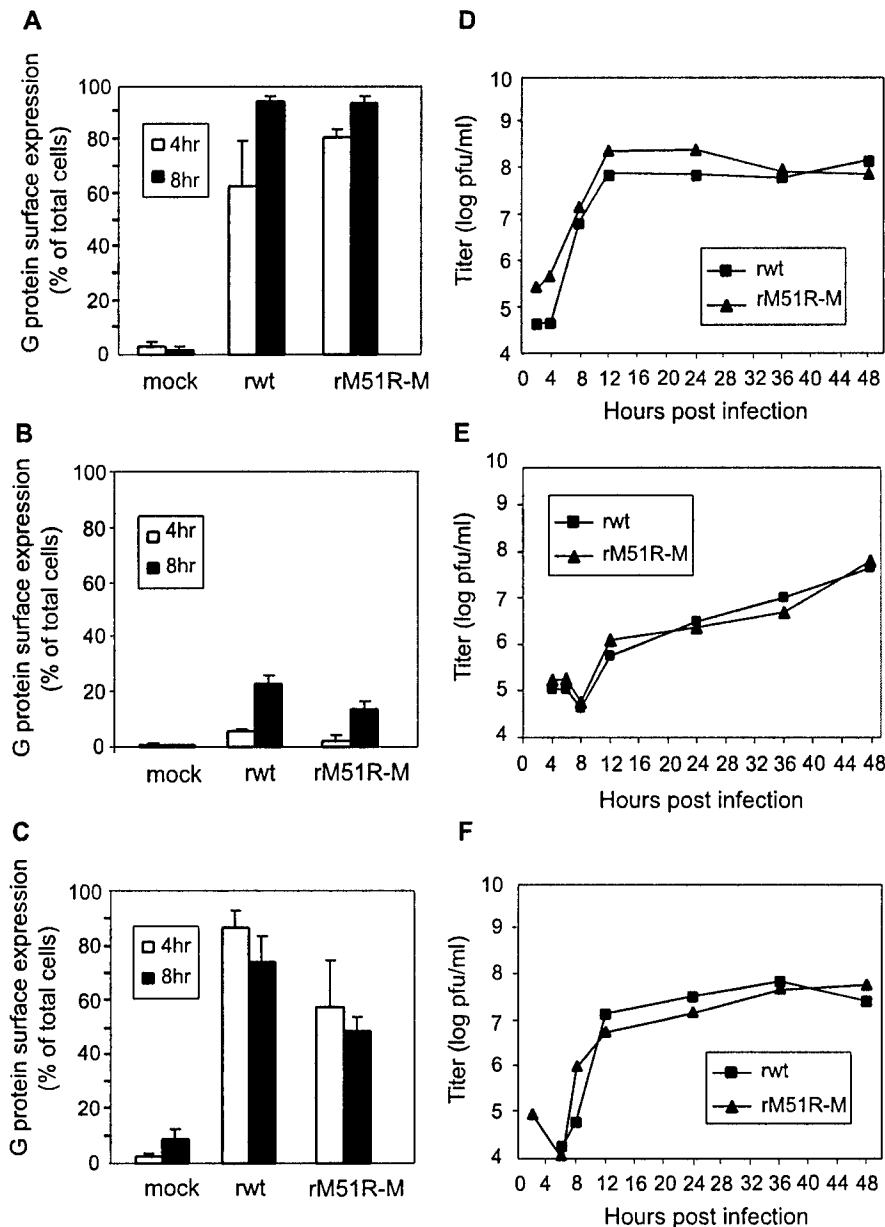 A
G protein surface expression
(% of total cells)
100
80
60
40
20
0
4hr
8hr
mock rwt rM51R-M
D
Titer (log pfu/ml)
10
9
8
7
6
5
4
rwt
rM51R-M
0 4 8 12 16 20 24 28 32 36 40 44 48
Hours post infection
B
G protein surface expression
(% of total cells)
100
80
60
40
20
0
4hr
8hr
mock rwt rM51R-M
E
Titer (log pfu/ml)
10
9
8
7
6
5
4
rwt
rM51R-M
0 4 8 12 16 20 24 28 32 36 40 44 48
Hours post infection
C
G protein surface expression
(% of total cells)
100
80
60
40
20
0
4hr
8hr
mock rwt rM51R-M
F
Titer (log pfu/ml)
10
9
8
7
6
5
4
rwt
rM51R-M
0 4 8 12 16 20 24 28 32 36 40 44 48
Hours post infection